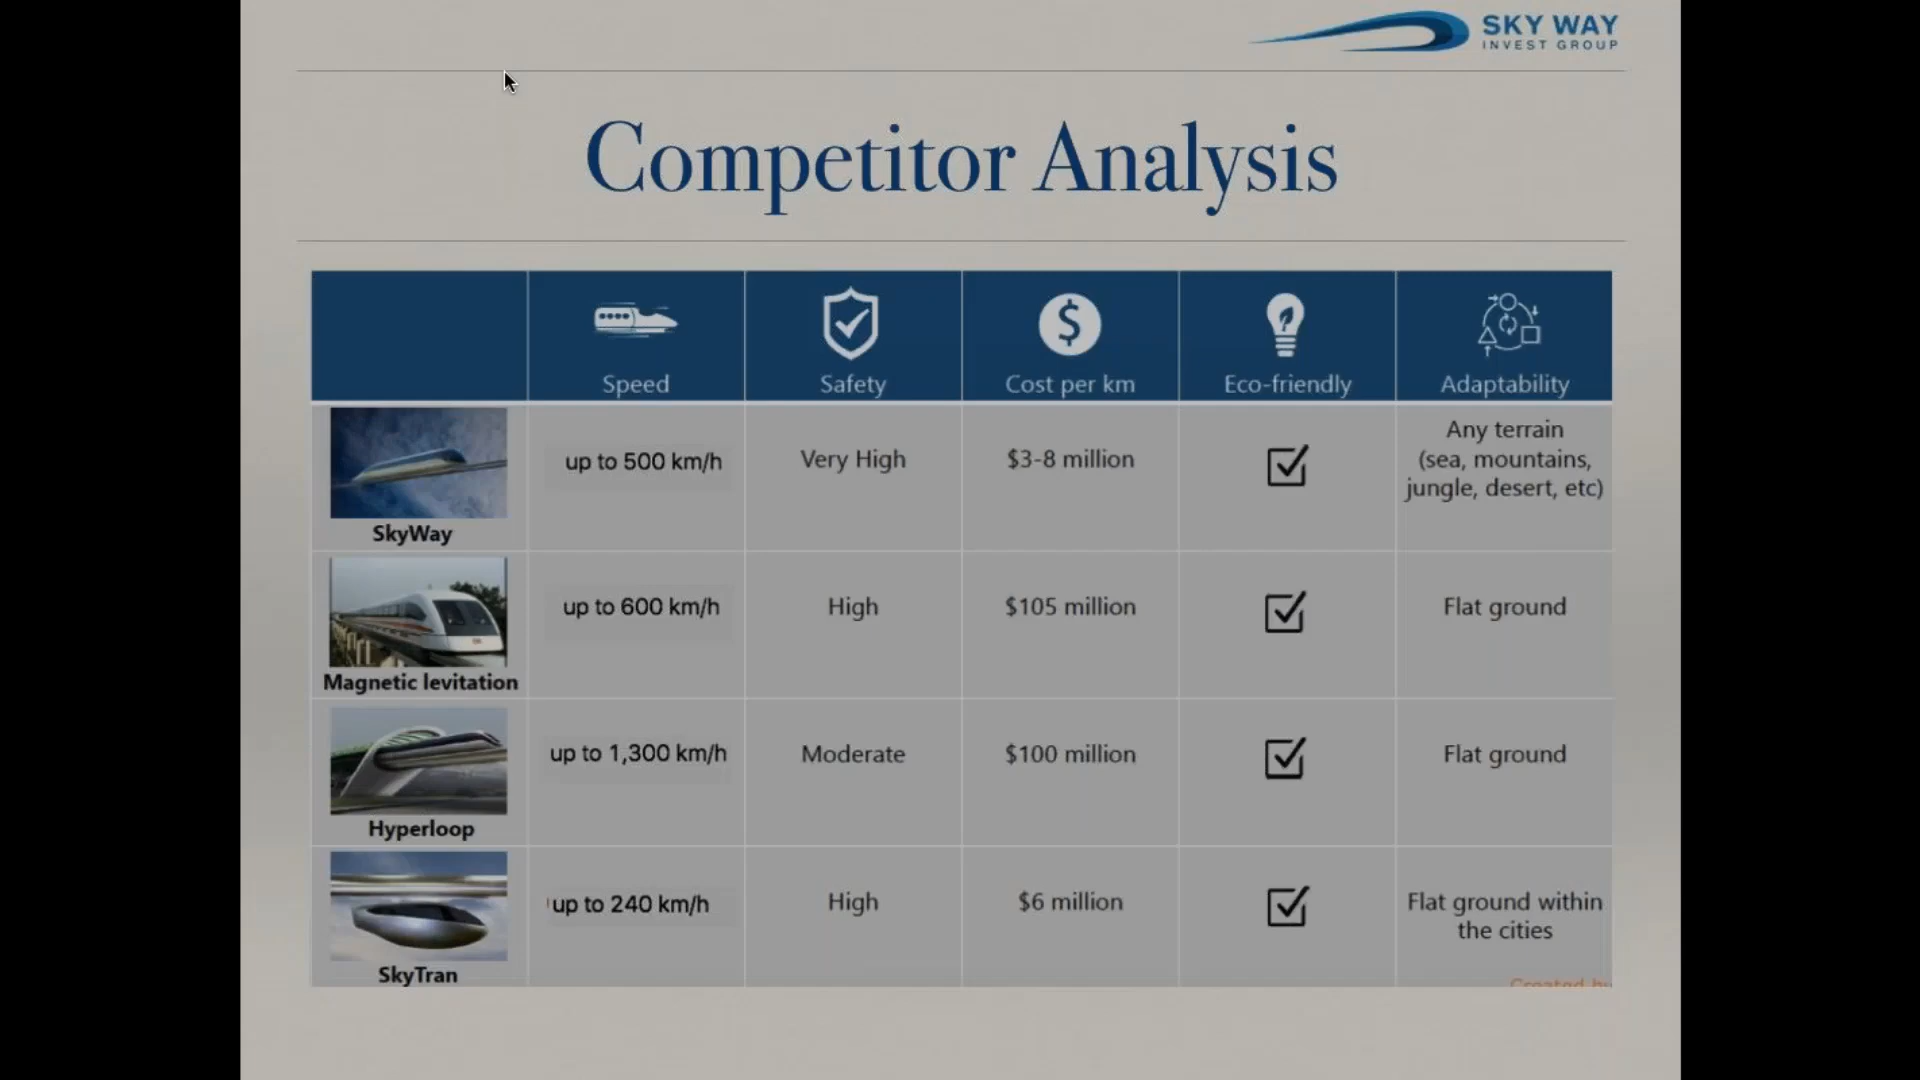 SKY WAY
INVEST GROUP
Competitor Analysis
Speed
Safety
Cost per km
Eco-friendly
Adaptability
SkyWay
up to 500 km/h
Very High
$3-8 million
Any terrain
(sea, mountains,
jungle, desert, etc)
Magnetic levitation
up to 600 km/h
High
$105 million
Flat ground
Hyperloop
up to 1,300 km/h
Moderate
$100 million
Flat ground
SkyTran
up to 240 km/h
High
$6 million
Flat ground within
the cities
Created by